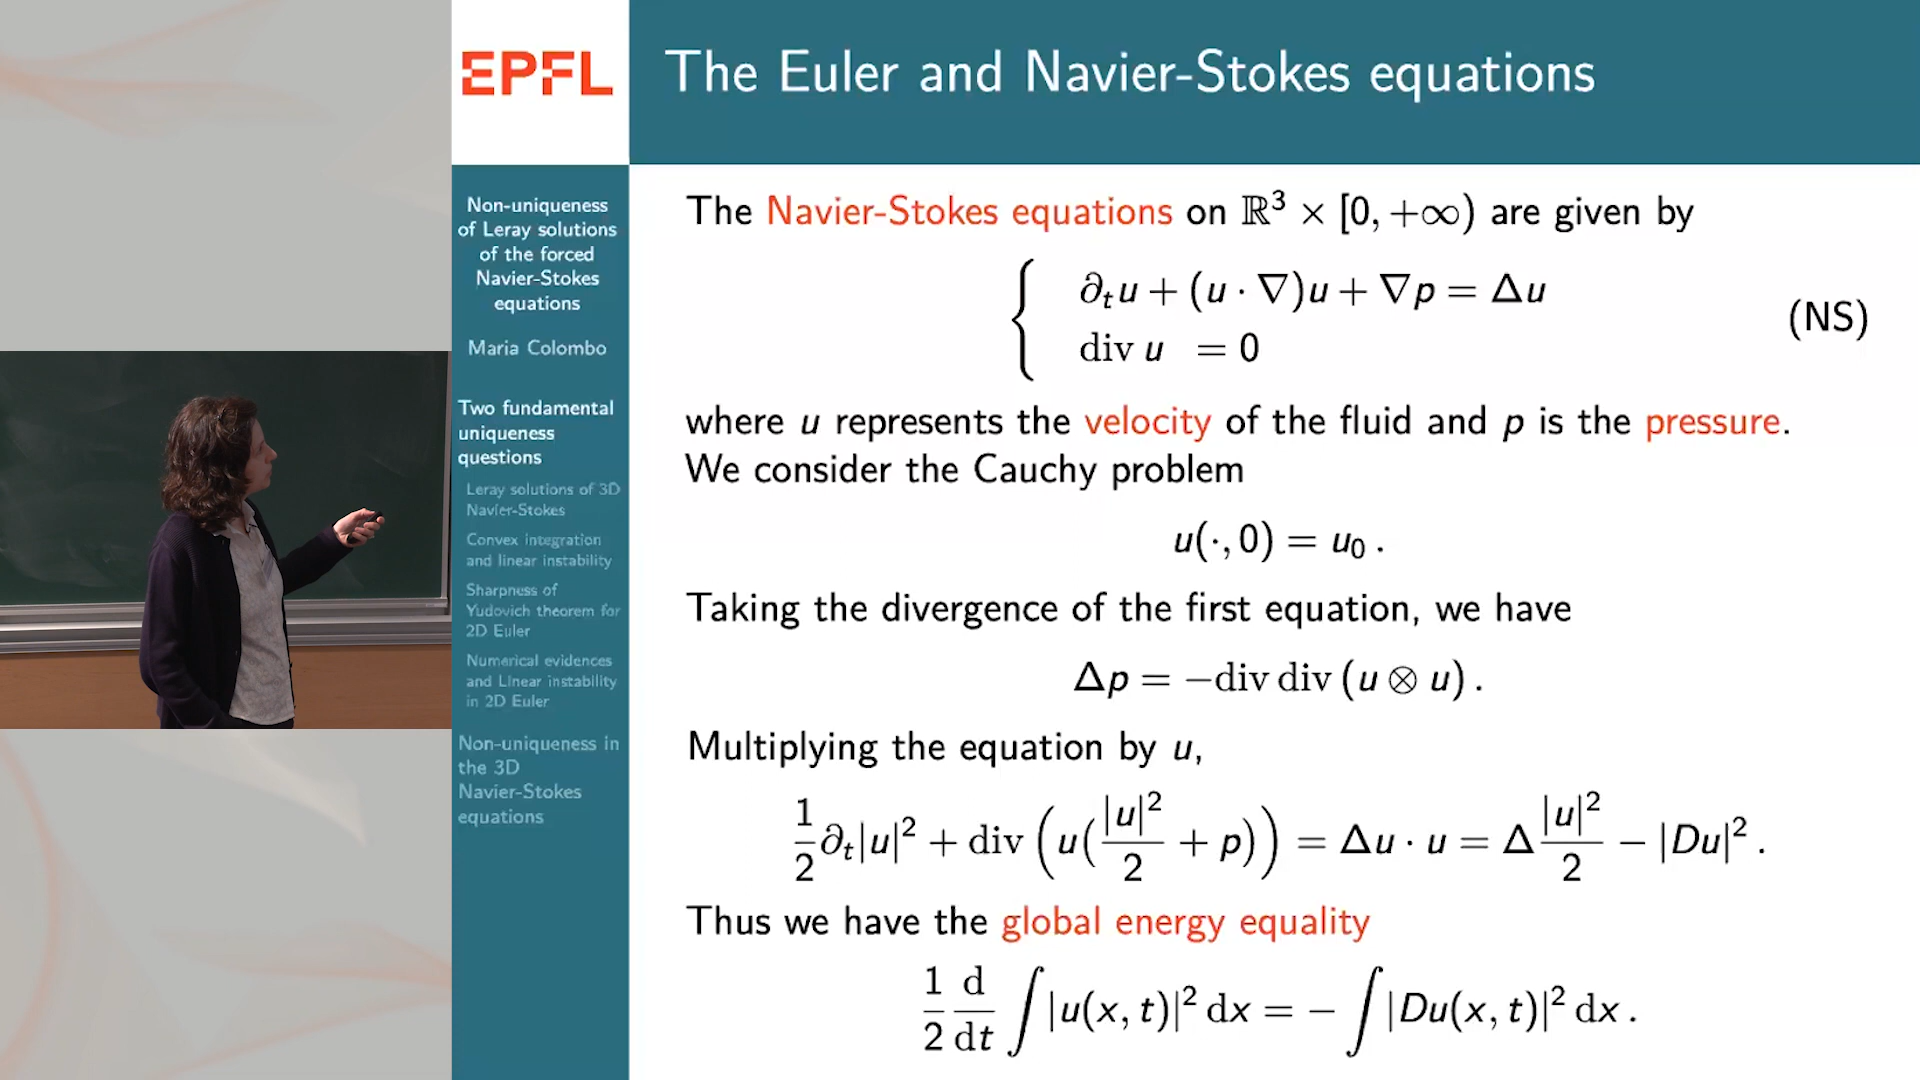 EPFL
The Euler and Navier-Stokes equations
Non-uniqueness
of Leray solutions
of the forced
Navier-Stokes
equations
Maria Colombo
Two fundamental
uniqueness
questions
Leray solutions of 3D
Navier-Stokes
Convex integration
and linear instability
Sharpness of
Yudovich theorem for
2D Euler
Numerical evidences
and Linear instability
in 2D Euler
Non-uniqueness in
the 3D
Navier-Stokes
equations
The Navier-Stokes equations on ℝ³ × [0, +∞) are given by
∂ₜu + (u · ∇)u + ∇p = Δu
div u = 0
(NS)
where u represents the velocity of the fluid and p is the pressure.
We consider the Cauchy problem
u(·, 0) = u₀ .
Taking the divergence of the first equation, we have
Δp = −div div (u ⊗ u) .
Multiplying the equation by u,
1/2 ∂ₜ|u|² + div (u(|u|²/2 + p)) = Δu · u = Δ |u|²/2 − |Du|² .
Thus we have the global energy equality
1/2 d/dt ∫ |u(x, t)|² dx = − ∫ |Du(x, t)|² dx .